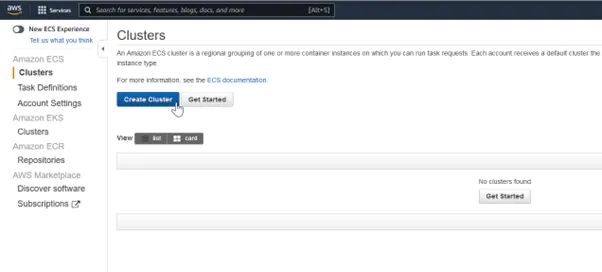 aws
Services
Search for services, features, blogs, docs, and more
[Alt+S]
New ECS Experience
Tell us what you think
Amazon ECS
Clusters
Task Definitions
Account Settings
Amazon EKS
Clusters
Amazon ECR
Repositories
AWS Marketplace
Discover software
Subscriptions
Clusters
An Amazon ECS cluster is a regional grouping of one or more container instances on which you can run task requests. Each account receives a default cluster the
instance type.
For more information, see the ECS documentation.
Create Cluster
Get Started
View
list
card
No clusters found
Get Started